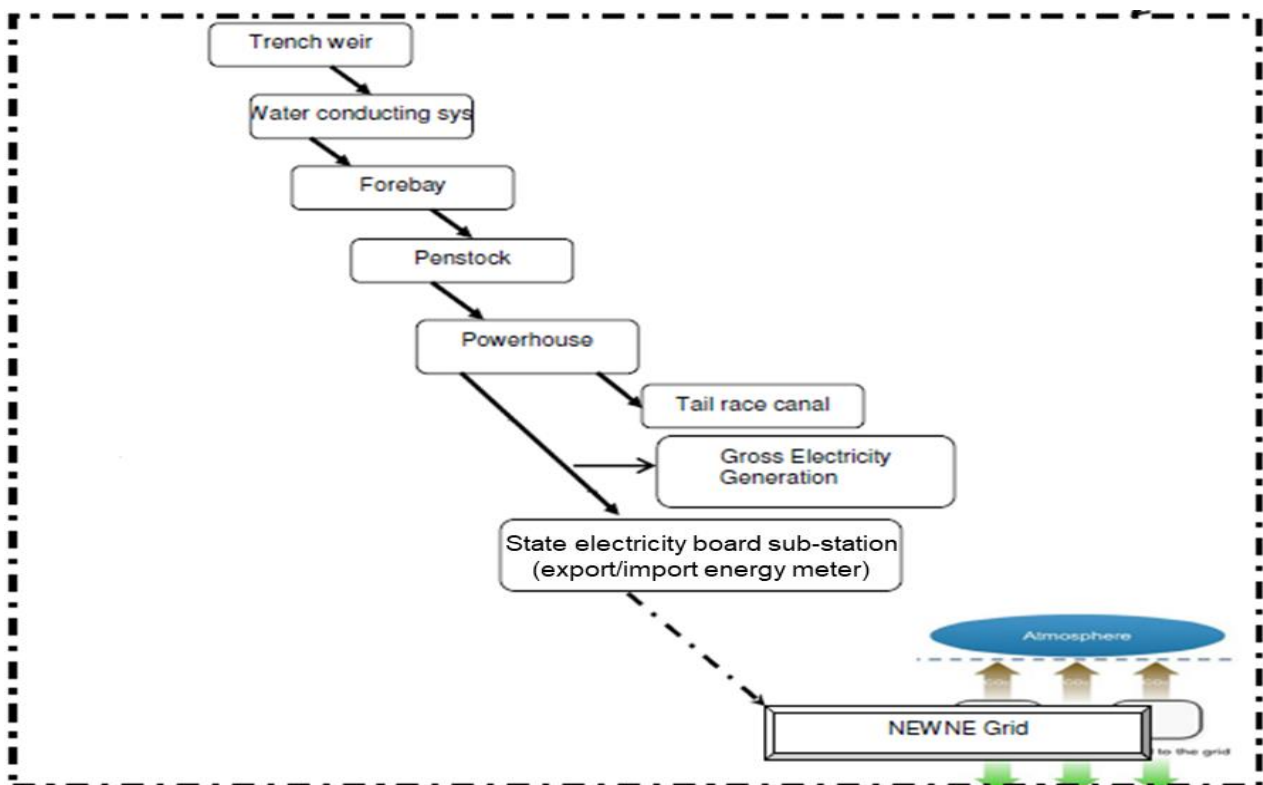 Trench weir
Water conducting sys
Forebay
Penstock
Powerhouse
Tail race canal
Gross Electricity
Generation
State electricity board sub-station
(export/import energy meter)
Atmosphere
NEWNE Grid
to the grid